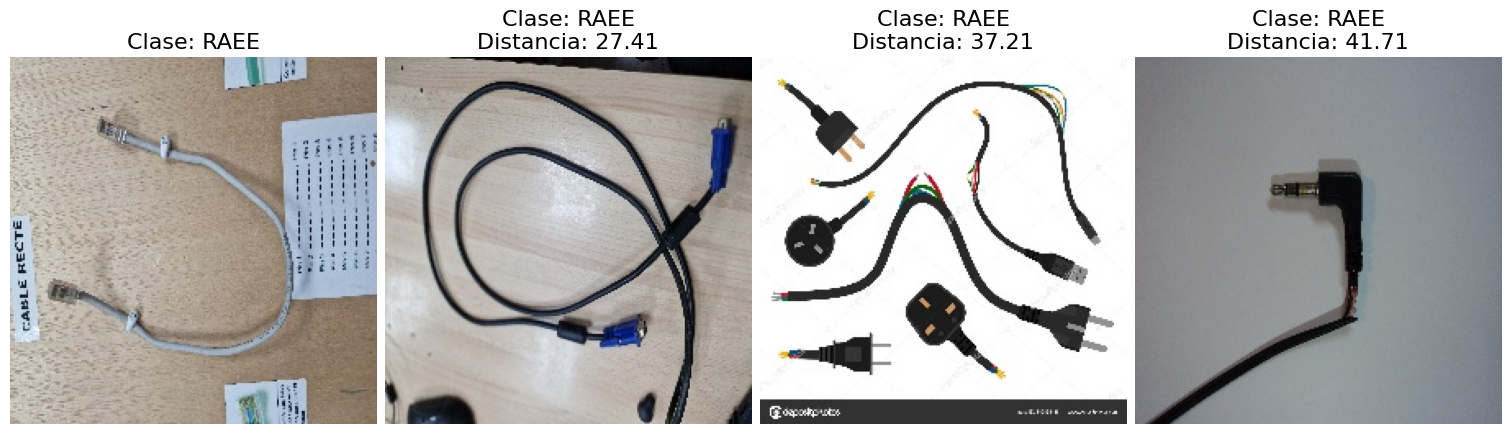 Clase: RAEE
Clase: RAEE
Distancia: 27.41
Clase: RAEE
Distancia: 37.21
Clase: RAEE
Distancia: 41.71
CABLE RECTE
depositphotos